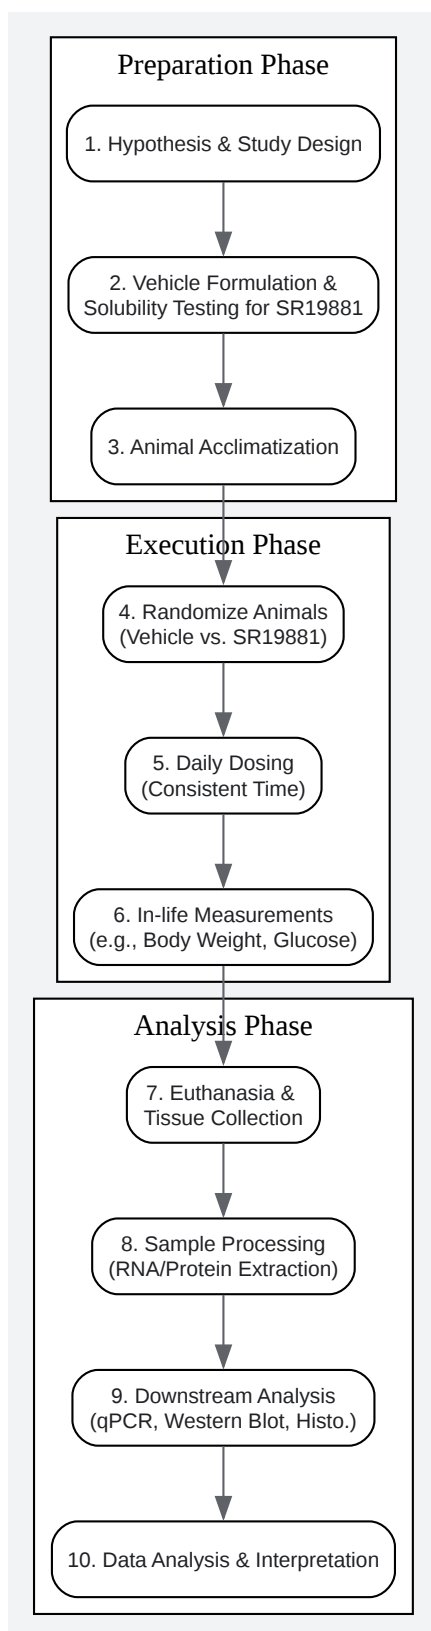 Preparation Phase
1. Hypothesis & Study Design
2. Vehicle Formulation &
Solubility Testing for SR19881
3. Animal Acclimatization
Execution Phase
4. Randomize Animals
(Vehicle vs. SR19881)
5. Daily Dosing
(Consistent Time)
6. In-life Measurements
(e.g., Body Weight, Glucose)
Analysis Phase
7. Euthanasia &
Tissue Collection
8. Sample Processing
(RNA/Protein Extraction)
9. Downstream Analysis
(qPCR, Western Blot, Histo.)
10. Data Analysis & Interpretation